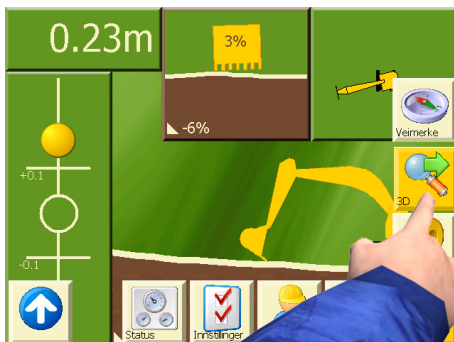 0.23m
3%
-6%
Veimerke
+0.1
3D
-0.1
Status
Innstillinger